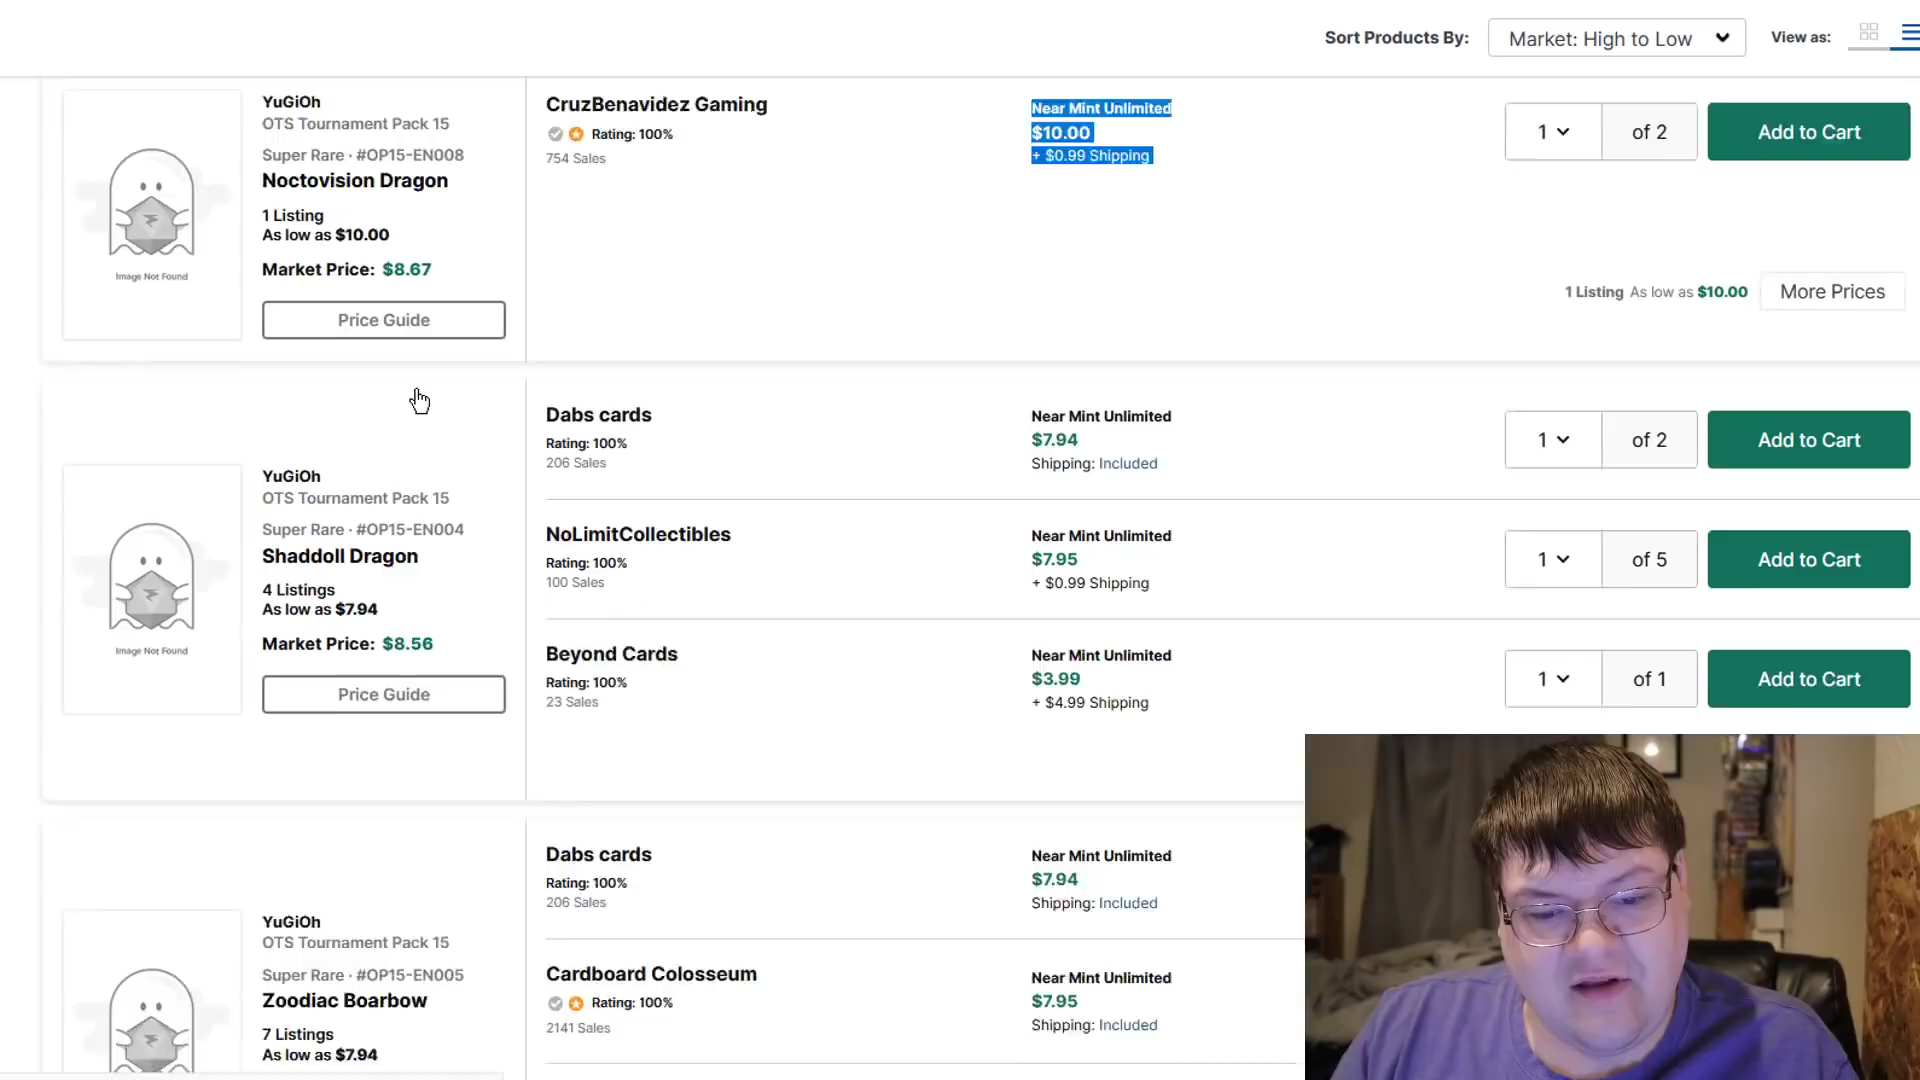 Sort Products By:
Market: High to Low
View as:
YuGiOh
OTS Tournament Pack 15
Super Rare · #OP15-EN008
Noctovision Dragon
1 Listing
As low as $10.00
Market Price: $8.67
Price Guide
Image Not Found
CruzBenavidez Gaming
Rating: 100%
754 Sales
Near Mint Unlimited
$10.00
+ $0.99 Shipping
1
of 2
Add to Cart
1 Listing As low as $10.00
More Prices
YuGiOh
OTS Tournament Pack 15
Super Rare · #OP15-EN004
Shaddoll Dragon
4 Listings
As low as $7.94
Market Price: $8.56
Price Guide
Image Not Found
Dabs cards
Rating: 100%
206 Sales
Near Mint Unlimited
$7.94
Shipping: Included
1
of 2
Add to Cart
NoLimitCollectibles
Rating: 100%
100 Sales
Near Mint Unlimited
$7.95
+ $0.99 Shipping
1
of 5
Add to Cart
Beyond Cards
Rating: 100%
23 Sales
Near Mint Unlimited
$3.99
+ $4.99 Shipping
1
of 1
Add to Cart
YuGiOh
OTS Tournament Pack 15
Super Rare · #OP15-EN005
Zoodiac Boarbow
7 Listings
As low as $7.94
Dabs cards
Rating: 100%
206 Sales
Near Mint Unlimited
$7.94
Shipping: Included
Cardboard Colosseum
Rating: 100%
2141 Sales
Near Mint Unlimited
$7.95
Shipping: Included